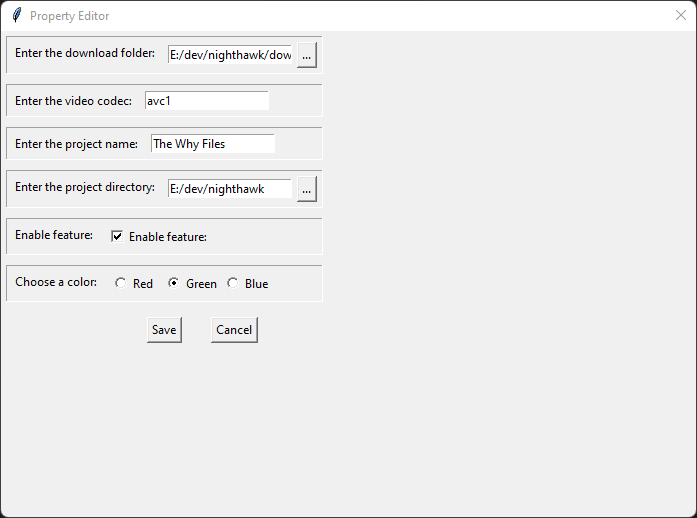 Property Editor
Enter the download folder: E:/dev/nighthawk/dow ...
Enter the video codec: avc1
Enter the project name: The Why Files
Enter the project directory: E:/dev/nighthawk ...
Enable feature: Enable feature:
Choose a color: Red Green Blue
Save Cancel